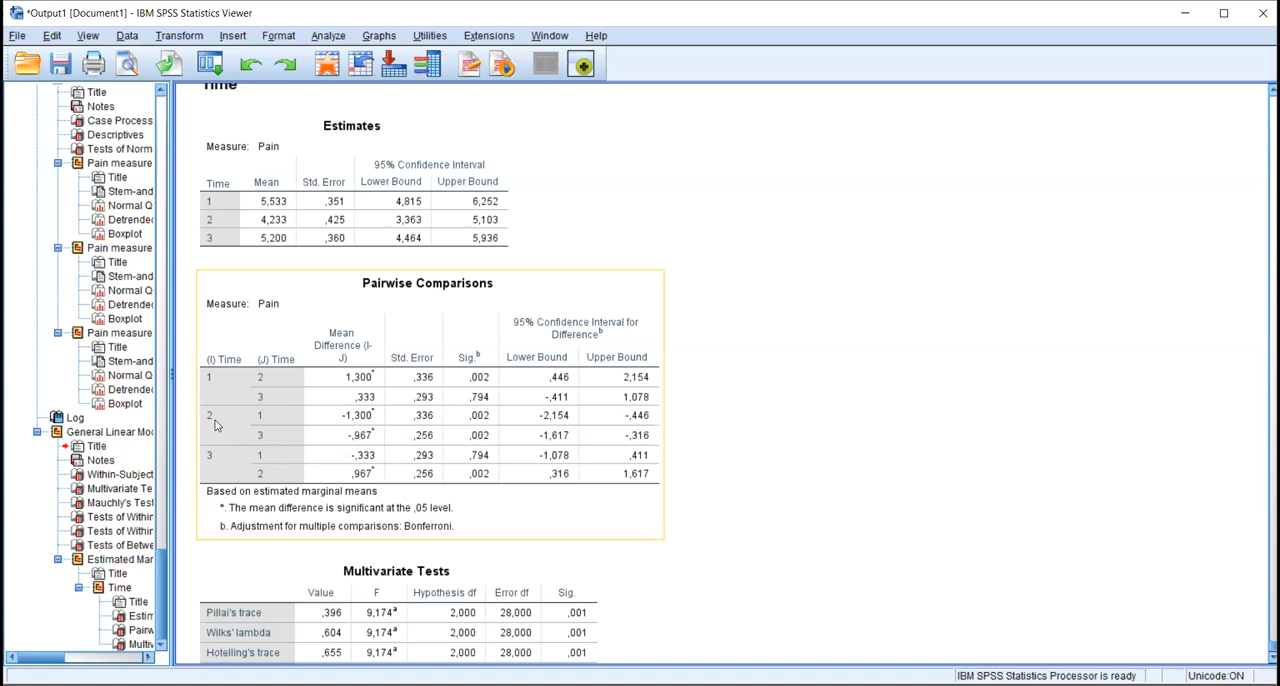 *Output1 [Document1] - IBM SPSS Statistics Viewer
File Edit View Data Transform Insert Format Analyze Graphs Utilities Extensions Window Help
Title
Notes
Case Process
Descriptives
Tests of Norm
Pain measure
Title
Stem-and
Normal Q
Detrended
Boxplot
Pain measure
Title
Stem-and
Normal Q
Detrended
Boxplot
Pain measure
Title
Stem-and
Normal Q
Detrended
Boxplot
Log
General Linear Mod
Title
Notes
Within-Subject
Multivariate Te
Mauchly's Test
Tests of Within
Tests of Within
Tests of Betwe
Estimated Mar
Title
Time
Title
Estim
Pairw
Multiv
Time
Estimates
Measure: Pain
95% Confidence Interval
Time Mean Std. Error Lower Bound Upper Bound
1 5,533 ,351 4,815 6,252
2 4,233 ,425 3,363 5,103
3 5,200 ,360 4,464 5,936
Pairwise Comparisons
Measure: Pain
95% Confidence Interval for
Difference^b
Mean
Difference (I-
J)
(I) Time (J) Time Std. Error Sig.^b Lower Bound Upper Bound
1 2 1,300* ,336 ,002 ,446 2,154
3 ,333 ,293 ,794 -,411 1,078
2 1 -1,300* ,336 ,002 -2,154 -,446
3 -,967* ,256 ,002 -1,617 -,316
3 1 -,333 ,293 ,794 -1,078 ,411
2 ,967* ,256 ,002 ,316 1,617
Based on estimated marginal means
*. The mean difference is significant at the ,05 level.
b. Adjustment for multiple comparisons: Bonferroni.
Multivariate Tests
Value F Hypothesis df Error df Sig.
Pillai's trace ,396 9,174^a 2,000 28,000 ,001
Wilks' lambda ,604 9,174^a 2,000 28,000 ,001
Hotelling's trace ,655 9,174^a 2,000 28,000 ,001
IBM SPSS Statistics Processor is ready Unicode:ON